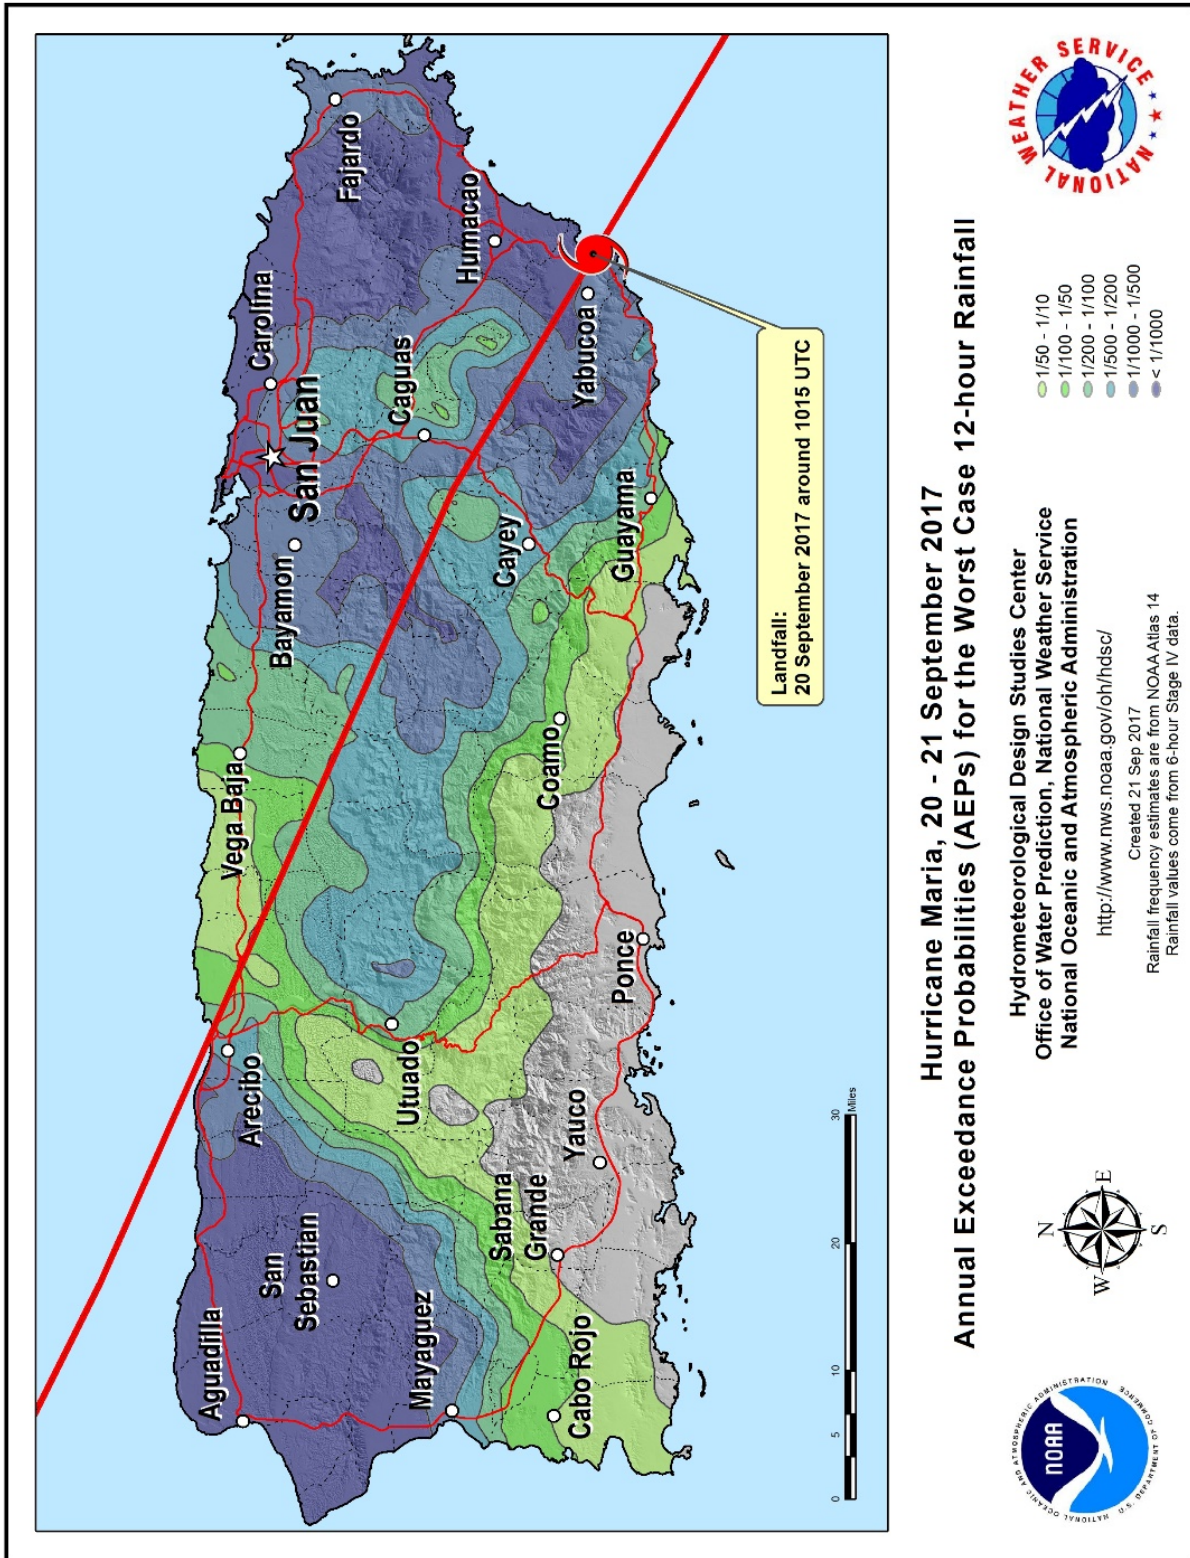 Fajardo
Carolina
San Juan
Humacao
Caguas
Bayamon
Yabucoa
Cayey
Guayama
Vega Baja
Coamo
Arecibo
Utuado
Ponce
Yauco
Sabana
Grande
San
Sebastian
Aguadilla
Mayaguez
Cabo Rojo
Landfall:
20 September 2017 around 1015 UTC
0 5 10 20 30
Miles
Hurricane Maria, 20 - 21 September 2017
Annual Exceedance Probabilities (AEPs) for the Worst Case 12-hour Rainfall
Hydrometeorological Design Studies Center
Office of Water Prediction, National Weather Service
National Oceanic and Atmospheric Administration
http://www.nws.noaa.gov/oh/hdsc/
Created 21 Sep 2017
Rainfall frequency estimates are from NOAA Atlas 14
Rainfall values come from 6-hour Stage IV data.
1/50 - 1/10
1/100 - 1/50
1/200 - 1/100
1/500 - 1/200
1/1000 - 1/500
< 1/1000
N
W E
S
NOAA
NATIONAL OCEANIC AND ATMOSPHERIC ADMINISTRATION
U.S. DEPARTMENT OF COMMERCE
NATIONAL WEATHER SERVICE